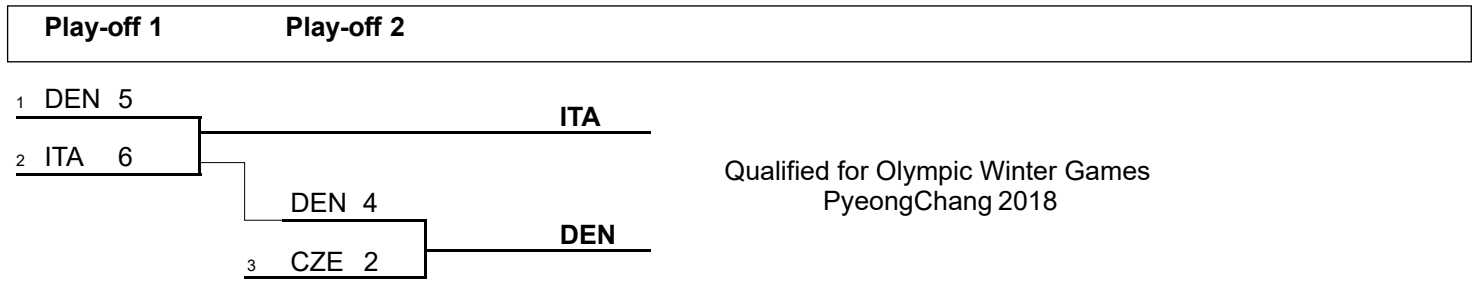 Play-off 1 Play-off 2
1 DEN 5
ITA
2 ITA 6
Qualified for Olympic Winter Games
PyeongChang 2018
DEN 4
DEN
3 CZE 2